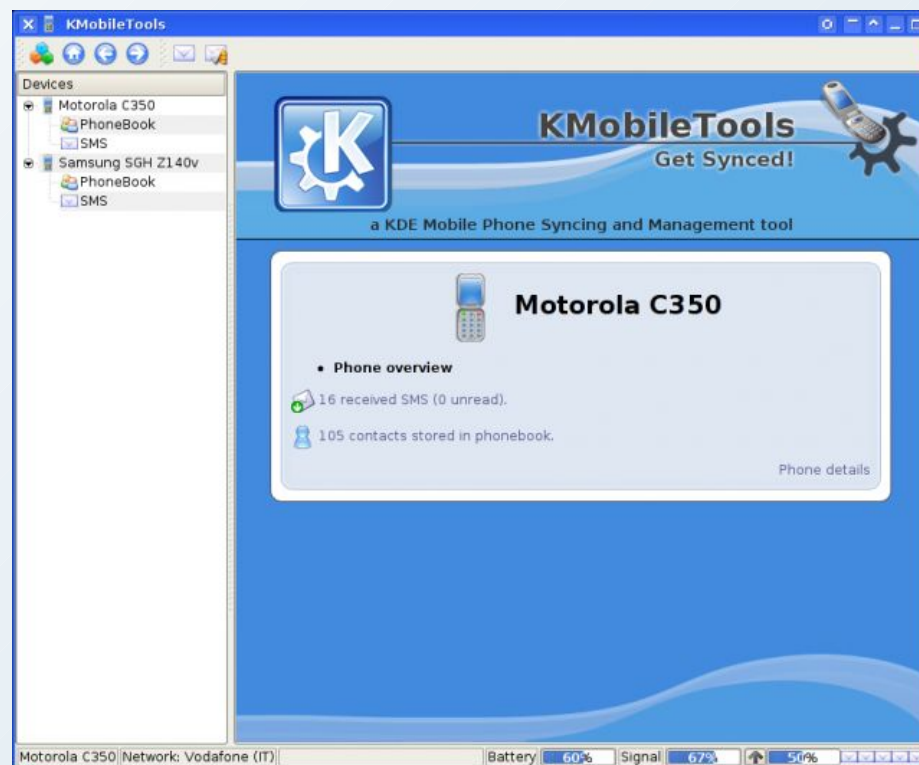 KMobileTools
Devices
Motorola C350
PhoneBook
SMS
Samsung SGH Z140v
PhoneBook
SMS
KMobileTools
Get Synced!
a KDE Mobile Phone Syncing and Management tool
Motorola C350
• Phone overview
16 received SMS (0 unread).
105 contacts stored in phonebook.
Phone details
Motorola C350 Network: Vodafone (IT) Battery 60% Signal 67% 50%